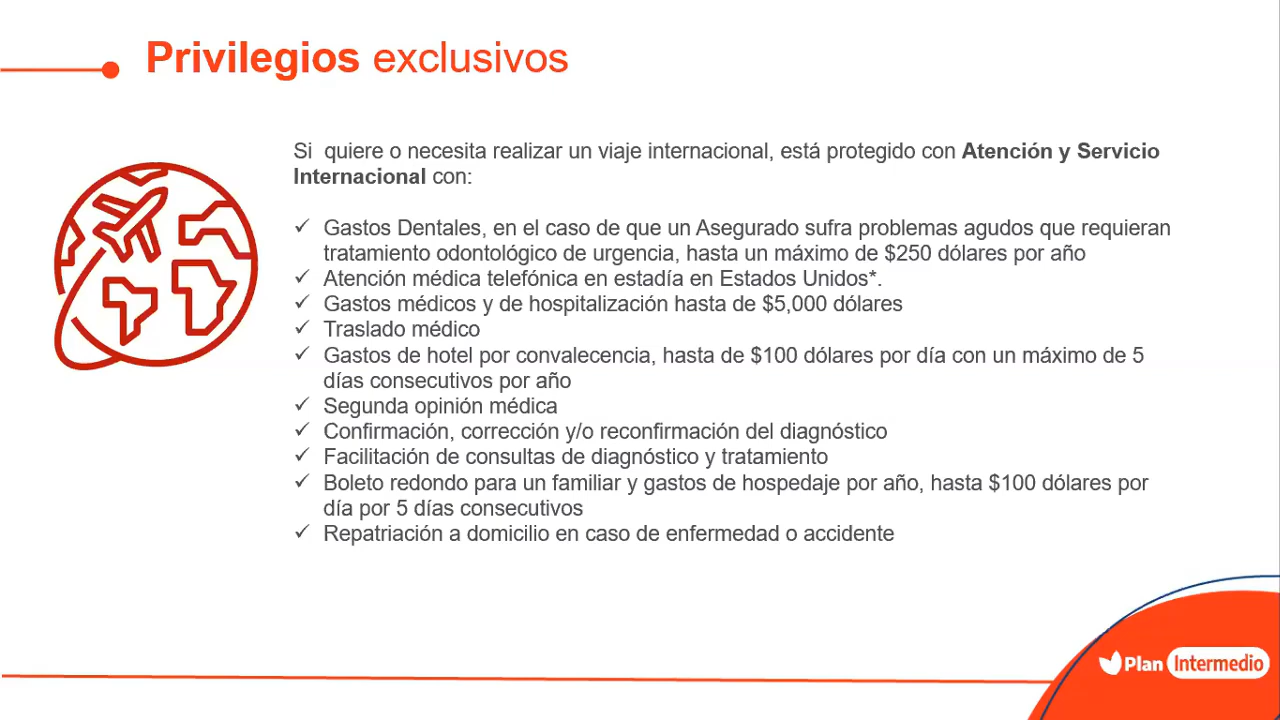 Privilegios exclusivos
Si quiere o necesita realizar un viaje internacional, está protegido con Atención y Servicio
Internacional con:
✓ Gastos Dentales, en el caso de que un Asegurado sufra problemas agudos que requieran
tratamiento odontológico de urgencia, hasta un máximo de $250 dólares por año
✓ Atención médica telefónica en estadía en Estados Unidos*.
✓ Gastos médicos y de hospitalización hasta de $5,000 dólares
✓ Traslado médico
✓ Gastos de hotel por convalecencia, hasta de $100 dólares por día con un máximo de 5
días consecutivos por año
✓ Segunda opinión médica
✓ Confirmación, corrección y/o reconfirmación del diagnóstico
✓ Facilitación de consultas de diagnóstico y tratamiento
✓ Boleto redondo para un familiar y gastos de hospedaje por año, hasta $100 dólares por
día por 5 días consecutivos
✓ Repatriación a domicilio en caso de enfermedad o accidente
Plan Intermedio